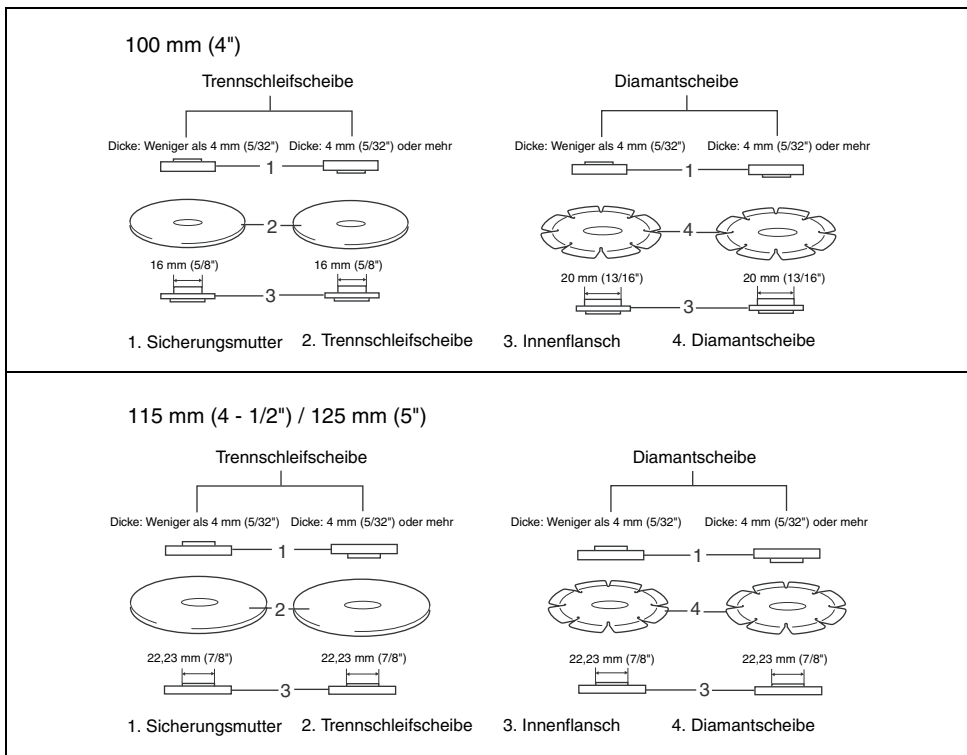 100 mm (4")
Trennschleifscheibe Diamantscheibe
Dicke: Weniger als 4 mm (5/32") Dicke: 4 mm (5/32") oder mehr Dicke: Weniger als 4 mm (5/32") Dicke: 4 mm (5/32") oder mehr
1 1
2 4
16 mm (5/8") 16 mm (5/8") 20 mm (13/16") 20 mm (13/16")
3 3
1. Sicherungsmutter 2. Trennschleifscheibe 3. Innenflansch 4. Diamantscheibe
115 mm (4 - 1/2") / 125 mm (5")
Trennschleifscheibe Diamantscheibe
Dicke: Weniger als 4 mm (5/32") Dicke: 4 mm (5/32") oder mehr Dicke: Weniger als 4 mm (5/32") Dicke: 4 mm (5/32") oder mehr
1 1
2 4
22,23 mm (7/8") 22,23 mm (7/8") 22,23 mm (7/8") 22,23 mm (7/8")
3 3
1. Sicherungsmutter 2. Trennschleifscheibe 3. Innenflansch 4. Diamantscheibe